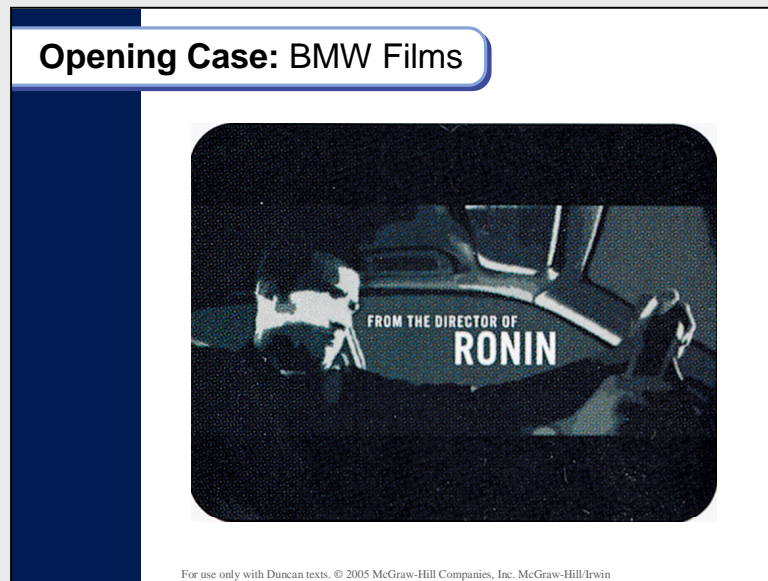 Opening Case: BMW Films
FROM THE DIRECTOR OF
RONIN
For use only with Duncan texts. © 2005 McGraw-Hill Companies, Inc. McGraw-Hill/Irwin